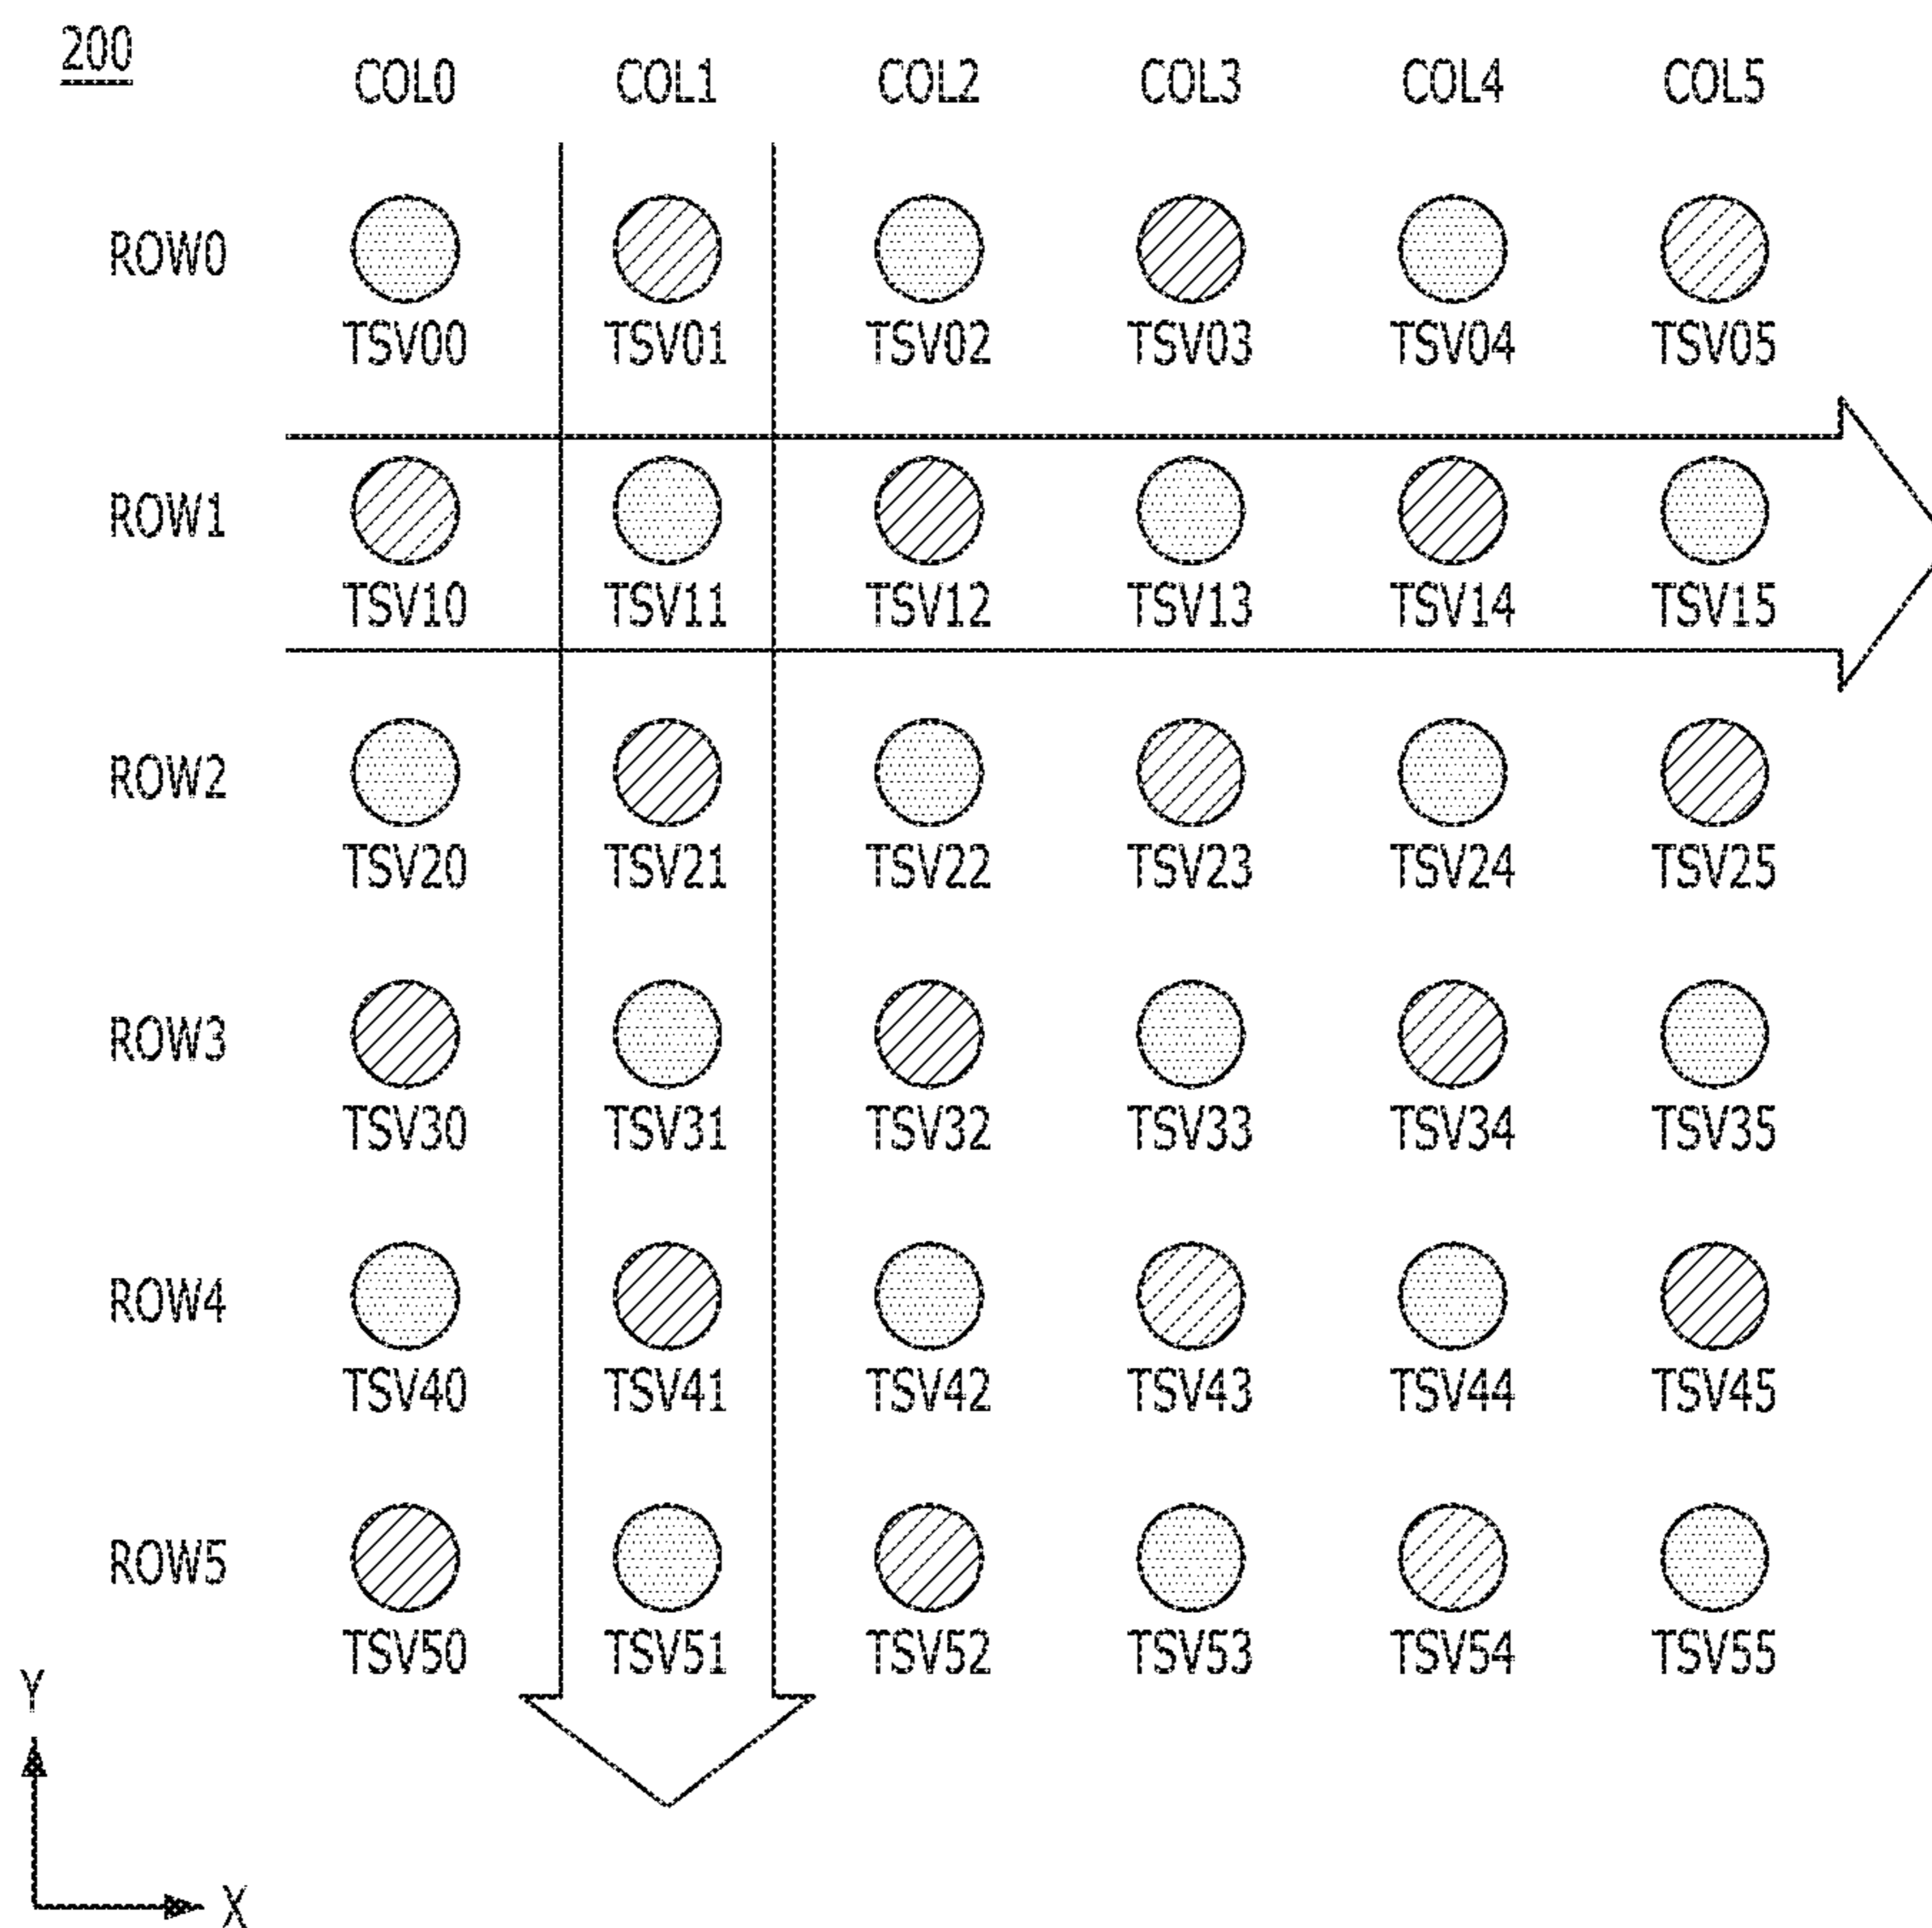 200
COL0 COL1 COL2 COL3 COL4 COL5
ROW0
TSV00 TSV01 TSV02 TSV03 TSV04 TSV05
ROW1
TSV10 TSV11 TSV12 TSV13 TSV14 TSV15
ROW2
TSV20 TSV21 TSV22 TSV23 TSV24 TSV25
ROW3
TSV30 TSV31 TSV32 TSV33 TSV34 TSV35
ROW4
TSV40 TSV41 TSV42 TSV43 TSV44 TSV45
ROW5
TSV50 TSV51 TSV52 TSV53 TSV54 TSV55
Y
X